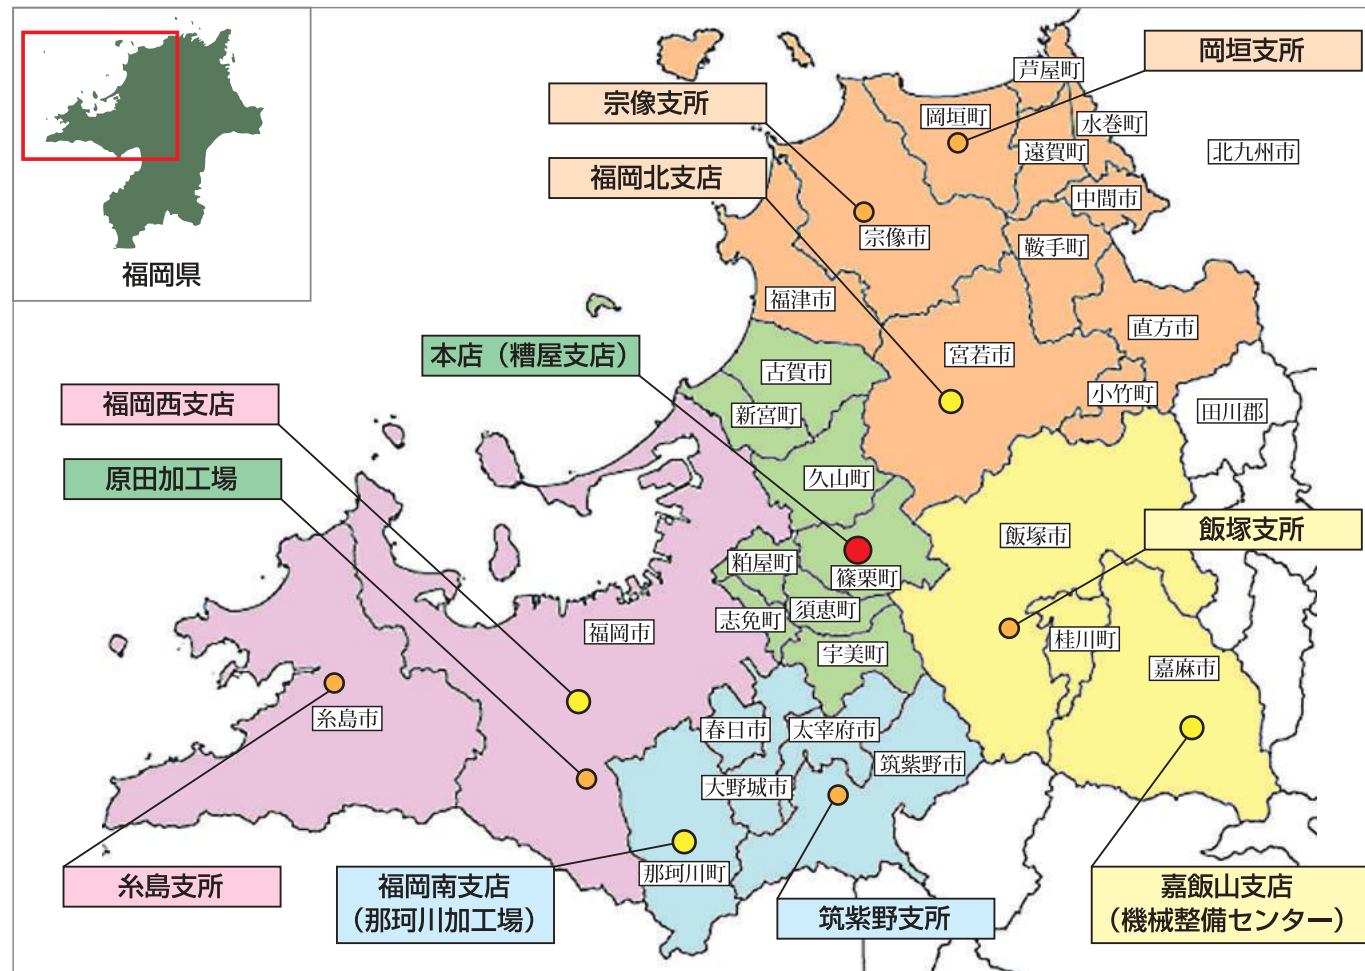 岡垣支所
芦屋町
宗像支所
岡垣町
水巻町
遠賀町
北九州市
福岡北支店
中間市
宗像市
鞍手町
福岡県
福津市
直方市
本店（糟屋支店）
宮若市
古賀市
小竹町
福岡西支店
新宮町
田川郡
原田加工場
久山町
飯塚市
飯塚支所
粕屋町
篠栗町
須恵町
志免町
福岡市
桂川町
宇美町
嘉麻市
糸島市
春日市
太宰府市
筑紫野市
大野城市
那珂川町
糸島支所
福岡南支店
（那珂川加工場）
筑紫野支所
嘉飯山支店
（機械整備センター）